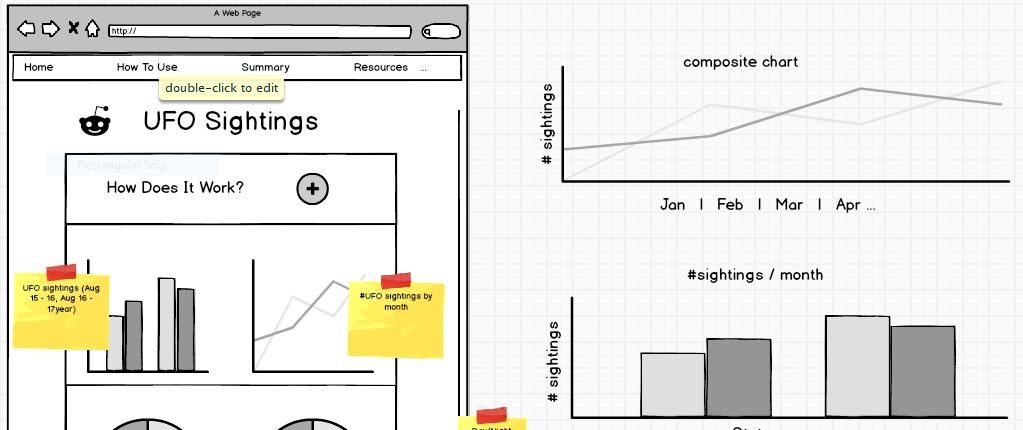 A Web Page
http://
Home How To Use Summary Resources ...
double-click to edit
UFO Sightings
Rectangular Snip
How Does It Work?
UFO sightings (Aug
15 - 16, Aug 16 -
17year)
#UFO sightings by
month
composite chart
# sightings
Jan | Feb | Mar | Apr ...
#sightings / month
# sightings